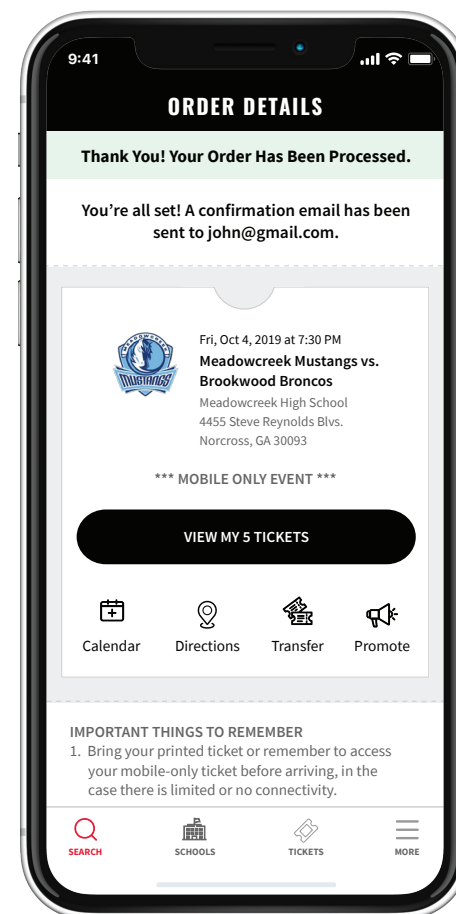 9:41
ORDER DETAILS
Thank You! Your Order Has Been Processed.
You’re all set! A confirmation email has been
sent to john@gmail.com.
MEADOWCREEK
MUSTANGS
Fri, Oct 4, 2019 at 7:30 PM
Meadowcreek Mustangs vs.
Brookwood Broncos
Meadowcreek High School
4455 Steve Reynolds Blvs.
Norcross, GA 30093
*** MOBILE ONLY EVENT ***
VIEW MY 5 TICKETS
Calendar Directions Transfer Promote
IMPORTANT THINGS TO REMEMBER
1. Bring your printed ticket or remember to access
your mobile-only ticket before arriving, in the
case there is limited or no connectivity.
SEARCH SCHOOLS TICKETS MORE